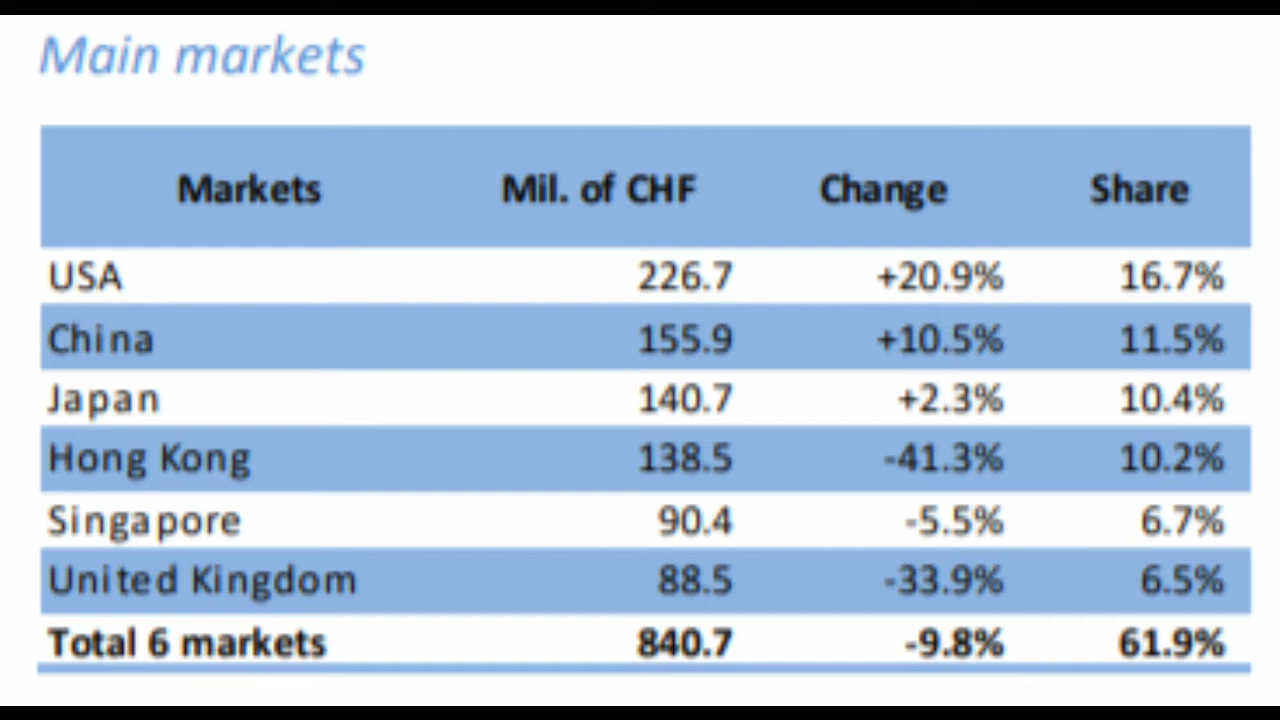 Main markets
Markets Mil. of CHF Change Share
USA 226.7 +20.9% 16.7%
China 155.9 +10.5% 11.5%
Japan 140.7 +2.3% 10.4%
Hong Kong 138.5 -41.3% 10.2%
Singapore 90.4 -5.5% 6.7%
United Kingdom 88.5 -33.9% 6.5%
Total 6 markets 840.7 -9.8% 61.9%